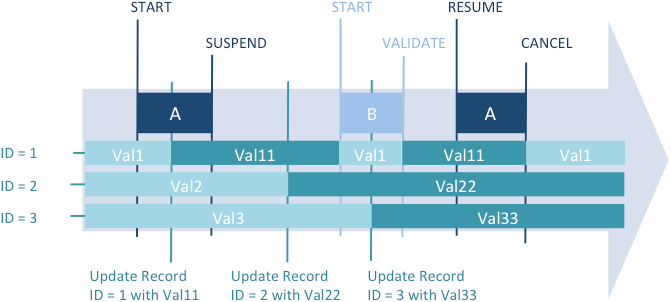 START
START
RESUME
SUSPEND
VALIDATE
CANCEL
A
B
A
ID = 1
Val1
Val11
Val1
Val11
Val1
ID = 2
Val2
Val22
ID = 3
Val3
Val33
Update Record
ID = 1 with Val11
Update Record
ID = 2 with Val22
Update Record
ID = 3 with Val33